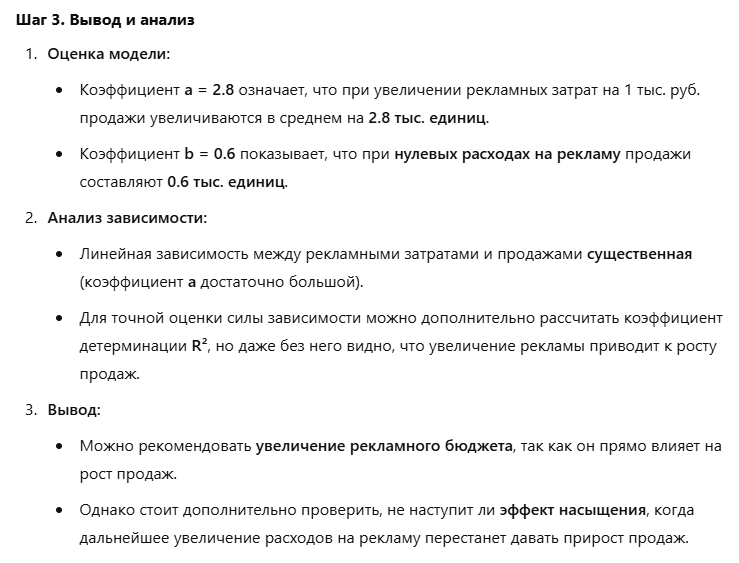 Шаг 3. Вывод и анализ
1. Оценка модели:
• Коэффициент a = 2.8 означает, что при увеличении рекламных затрат на 1 тыс. руб.
продажи увеличиваются в среднем на 2.8 тыс. единиц.
• Коэффициент b = 0.6 показывает, что при нулевых расходах на рекламу продажи
составляют 0.6 тыс. единиц.
2. Анализ зависимости:
• Линейная зависимость между рекламными затратами и продажами существенная
(коэффициент a достаточно большой).
• Для точной оценки силы зависимости можно дополнительно рассчитать коэффициент
детерминации R², но даже без него видно, что увеличение рекламы приводит к росту
продаж.
3. Вывод:
• Можно рекомендовать увеличение рекламного бюджета, так как он прямо влияет на
рост продаж.
• Однако стоит дополнительно проверить, не наступит ли эффект насыщения, когда
дальнейшее увеличение расходов на рекламу перестанет давать прирост продаж.